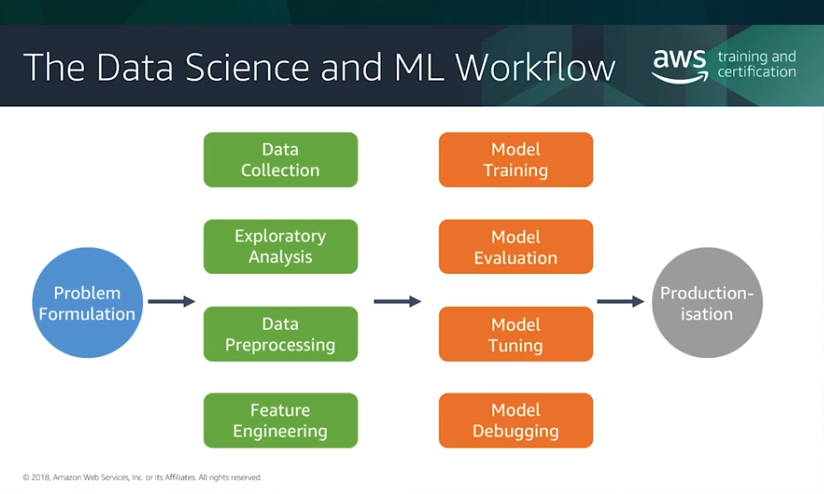 The Data Science and ML Workflow
aws
training and
certification
Problem
Formulation
Data
Collection
Exploratory
Analysis
Data
Preprocessing
Feature
Engineering
Model
Training
Model
Evaluation
Model
Tuning
Model
Debugging
Production-
isation
© 2018, Amazon Web Services, Inc. or its Affiliates. All rights reserved.